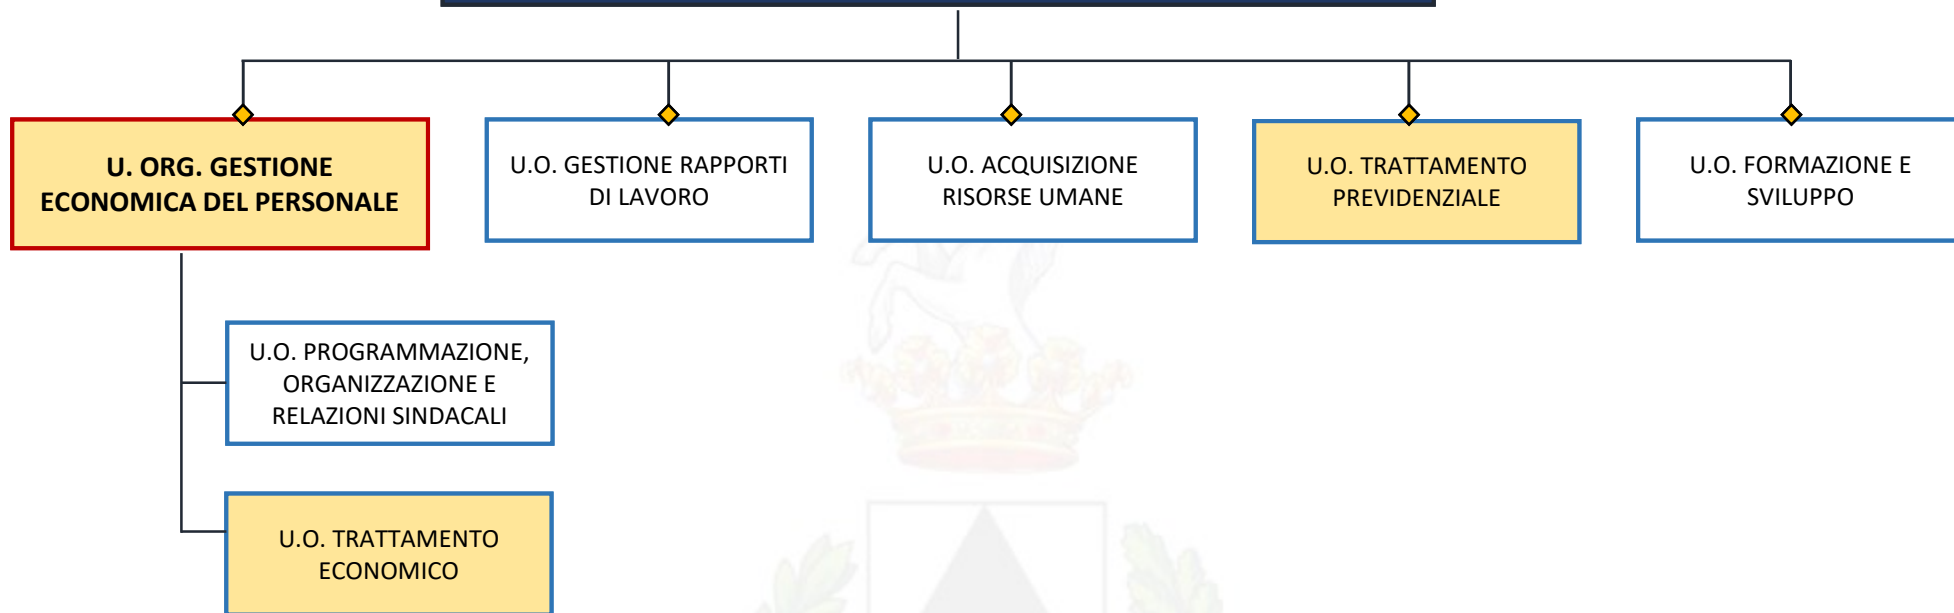 U. ORG. GESTIONE
ECONOMICA DEL PERSONALE
U.O. GESTIONE RAPPORTI
DI LAVORO
U.O. ACQUISIZIONE
RISORSE UMANE
U.O. TRATTAMENTO
PREVIDENZIALE
U.O. FORMAZIONE E
SVILUPPO
U.O. PROGRAMMAZIONE,
ORGANIZZAZIONE E
RELAZIONI SINDACALI
U.O. TRATTAMENTO
ECONOMICO